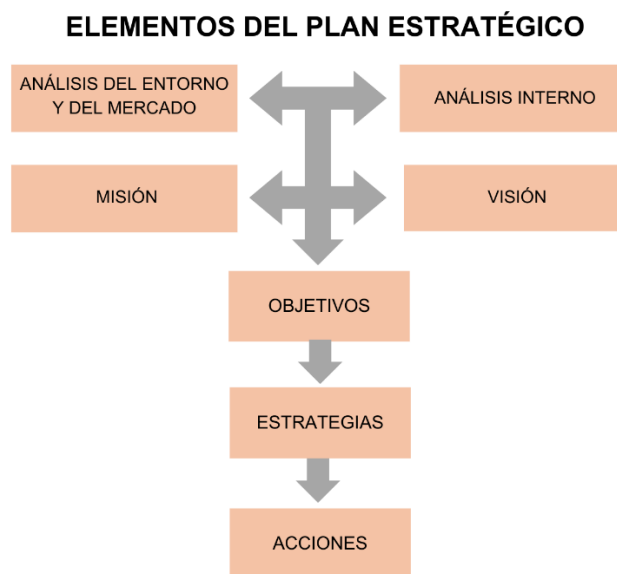 ELEMENTOS DEL PLAN ESTRATÉGICO
ANÁLISIS DEL ENTORNO
Y DEL MERCADO
ANÁLISIS INTERNO
MISIÓN
VISIÓN
OBJETIVOS
ESTRATEGIAS
ACCIONES